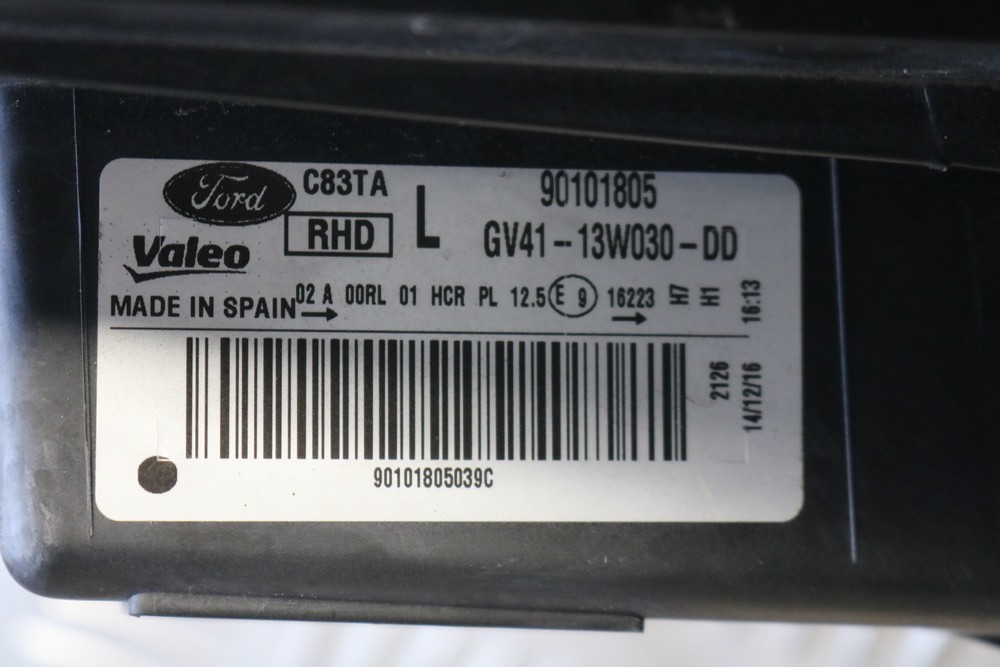 Ford C83TA L 90101805
Valeo RHD GV41-13W030-DD
MADE IN SPAIN 02 A 00RL 01 HCR PL 12.5 E 9 16223 H7 H1 16:13
2126 14/12/16
90101805039C